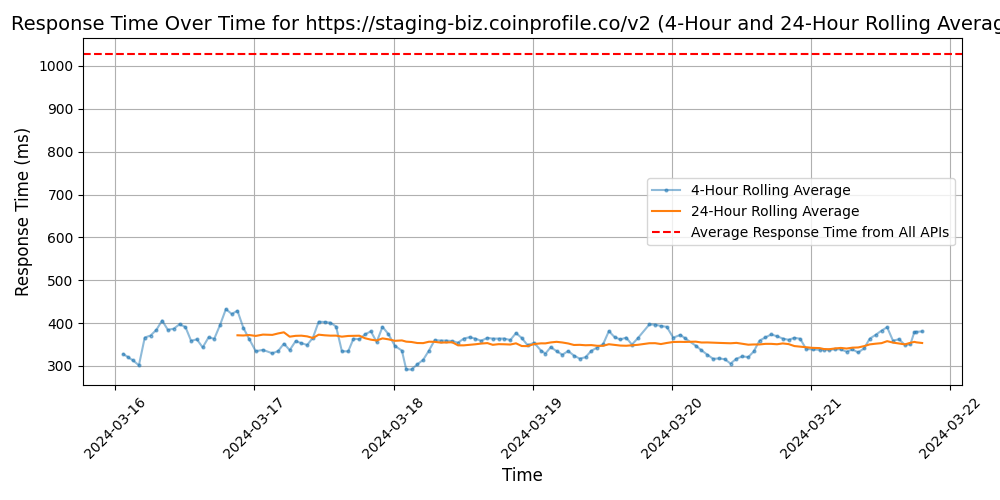 Response Time Over Time for https://staging-biz.coinprofile.co/v2 (4-Hour and 24-Hour Rolling Averag
Response Time (ms)
1000
900
800
700
600
500
400
300
4-Hour Rolling Average
24-Hour Rolling Average
Average Response Time from All APIs
2024-03-16
2024-03-17
2024-03-18
2024-03-19
2024-03-20
2024-03-21
2024-03-22
Time